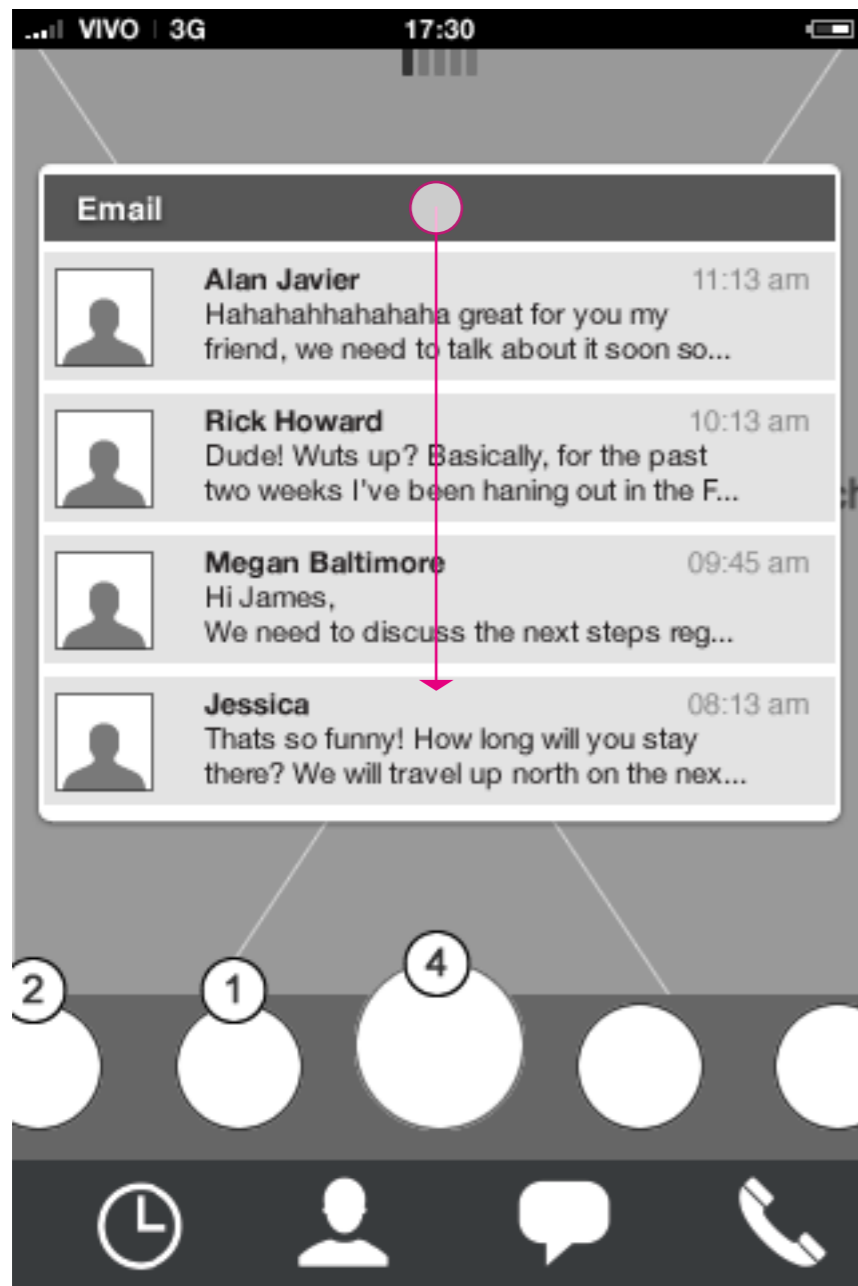 VIVO 3G 17:30
Email
Alan Javier 11:13 am
Hahahahhahahaha great for you my
friend, we need to talk about it soon so...
Rick Howard 10:13 am
Dude! Wuts up? Basically, for the past
two weeks I've been haning out in the F...
Megan Baltimore 09:45 am
Hi James,
We need to discuss the next steps reg...
Jessica 08:13 am
Thats so funny! How long will you stay
there? We will travel up north on the nex...
2 1 4